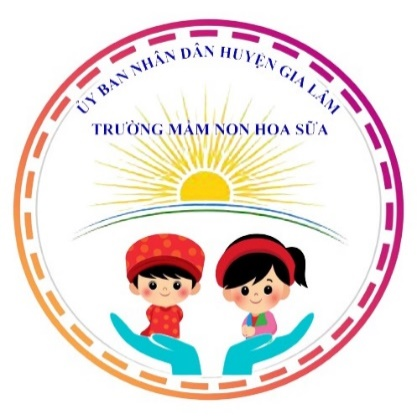 ỦY BAN NHÂN DÂN HUYỆN GIA LÂM
TRƯỜNG MẦM NON HOA SỮA